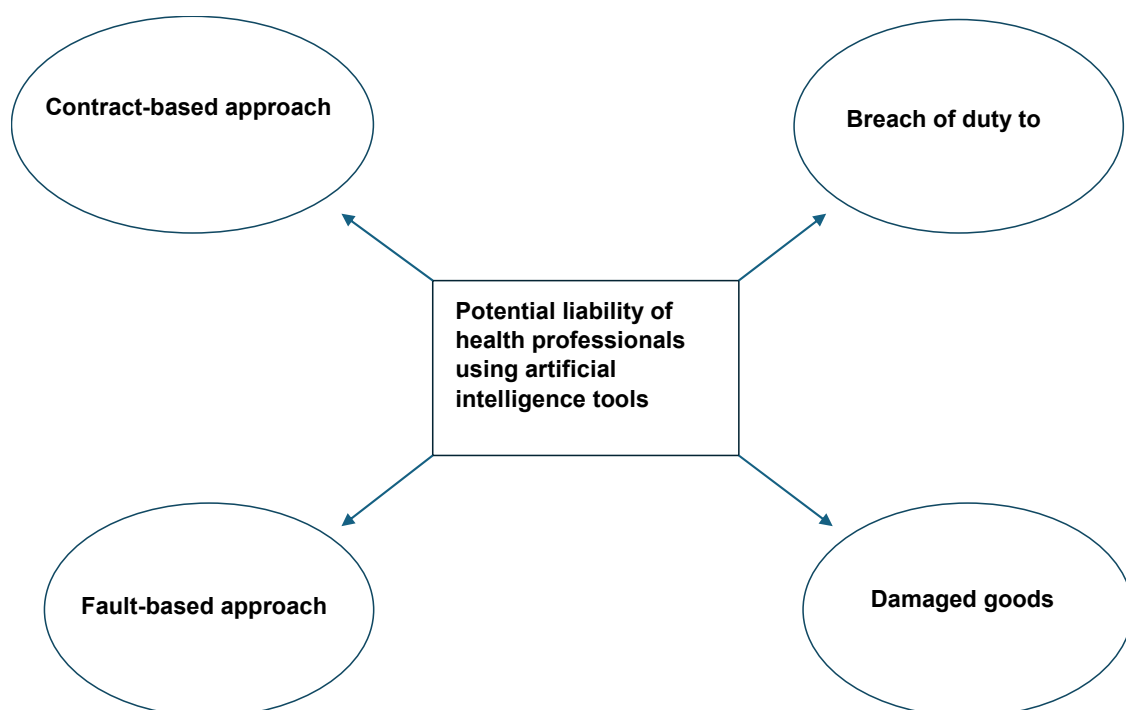 Contract-based approach
Breach of duty to
Potential liability of
health professionals
using artificial
intelligence tools
Fault-based approach
Damaged goods